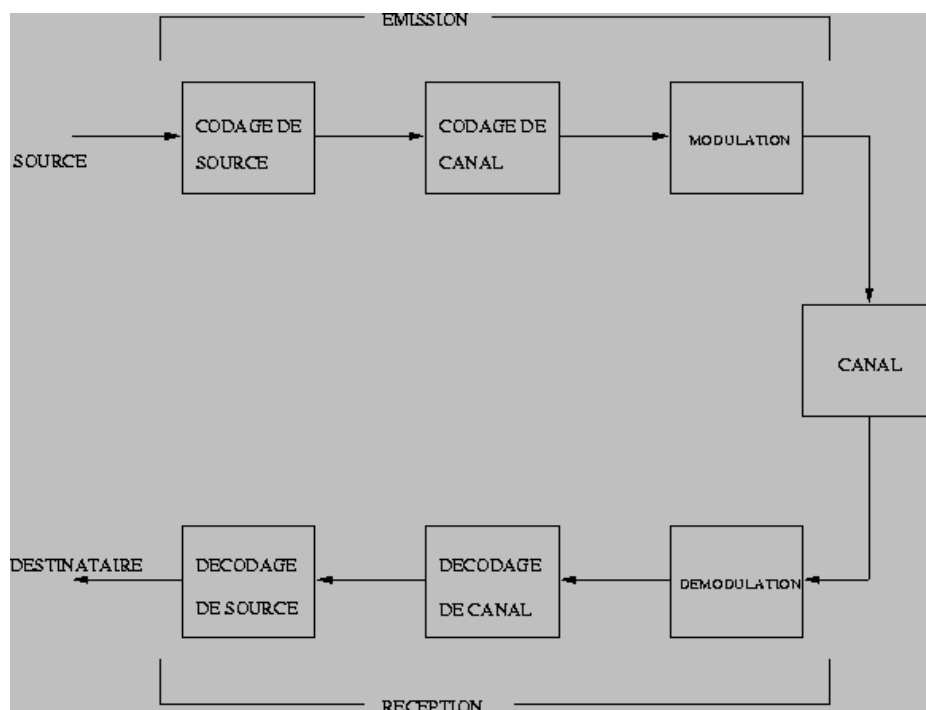 EMISSION
CODAGE DE
SOURCE
CODAGE DE
CANAL
MODULATION
SOURCE
CANAL
DESTINATAIRE
DECODAGE
DE SOURCE
DECODAGE
DE CANAL
DEMODULATION
RECEPTION